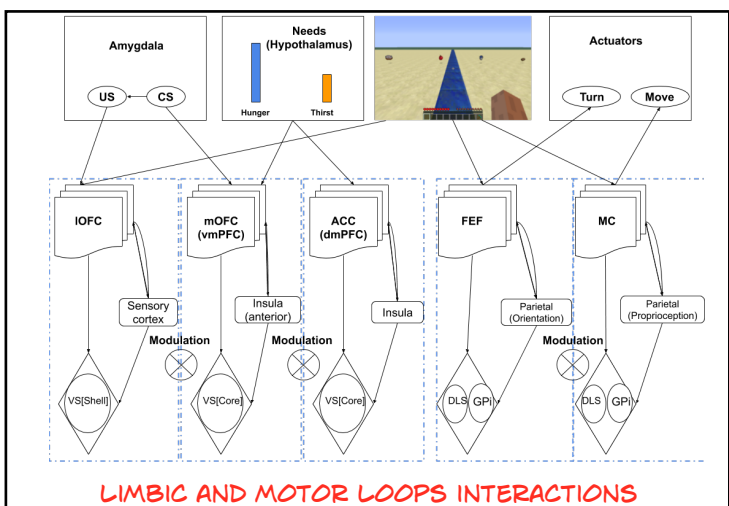 Amygdala
US
CS
Needs
(Hypothalamus)
Hunger
Thirst
Actuators
Turn
Move
lOFC
Sensory
cortex
VS[Shell]
Modulation
mOFC
(vmPFC)
Insula
(anterior)
VS[Core]
Modulation
ACC
(dmPFC)
Insula
VS[Core]
FEF
Parietal
(Orientation)
DLS
GPi
Modulation
MC
Parietal
(Proprioception)
DLS
GPi
LIMBIC AND MOTOR LOOPS INTERACTIONS